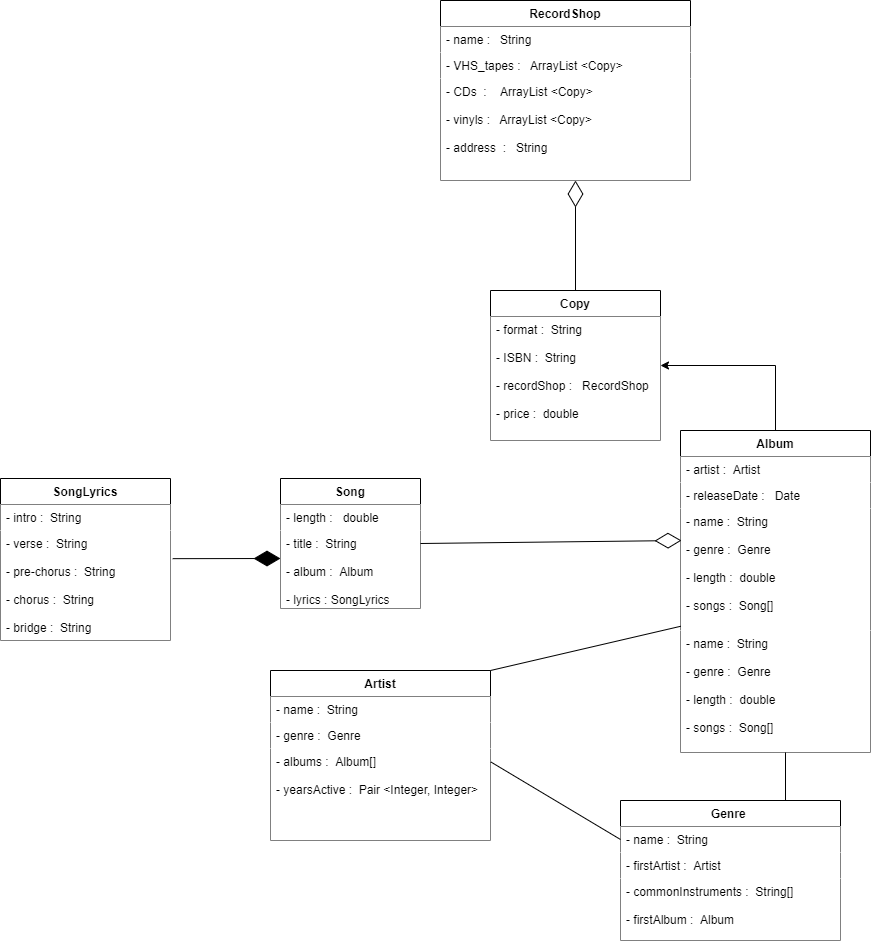 RecordShop
- name : String
- VHS_tapes : ArrayList <Copy>
- CDs : ArrayList <Copy>
- vinyls : ArrayList <Copy>
- address : String
Copy
- format : String
- ISBN : String
- recordShop : RecordShop
- price : double
Album
- artist : Artist
- releaseDate : Date
- name : String
- genre : Genre
- length : double
- songs : Song[]
- name : String
- genre : Genre
- length : double
- songs : Song[]
SongLyrics
- intro : String
- verse : String
- pre-chorus : String
- chorus : String
- bridge : String
Song
- length : double
- title : String
- album : Album
- lyrics : SongLyrics
Artist
- name : String
- genre : Genre
- albums : Album[]
- yearsActive : Pair <Integer, Integer>
Genre
- name : String
- firstArtist : Artist
- commonInstruments : String[]
- firstAlbum : Album